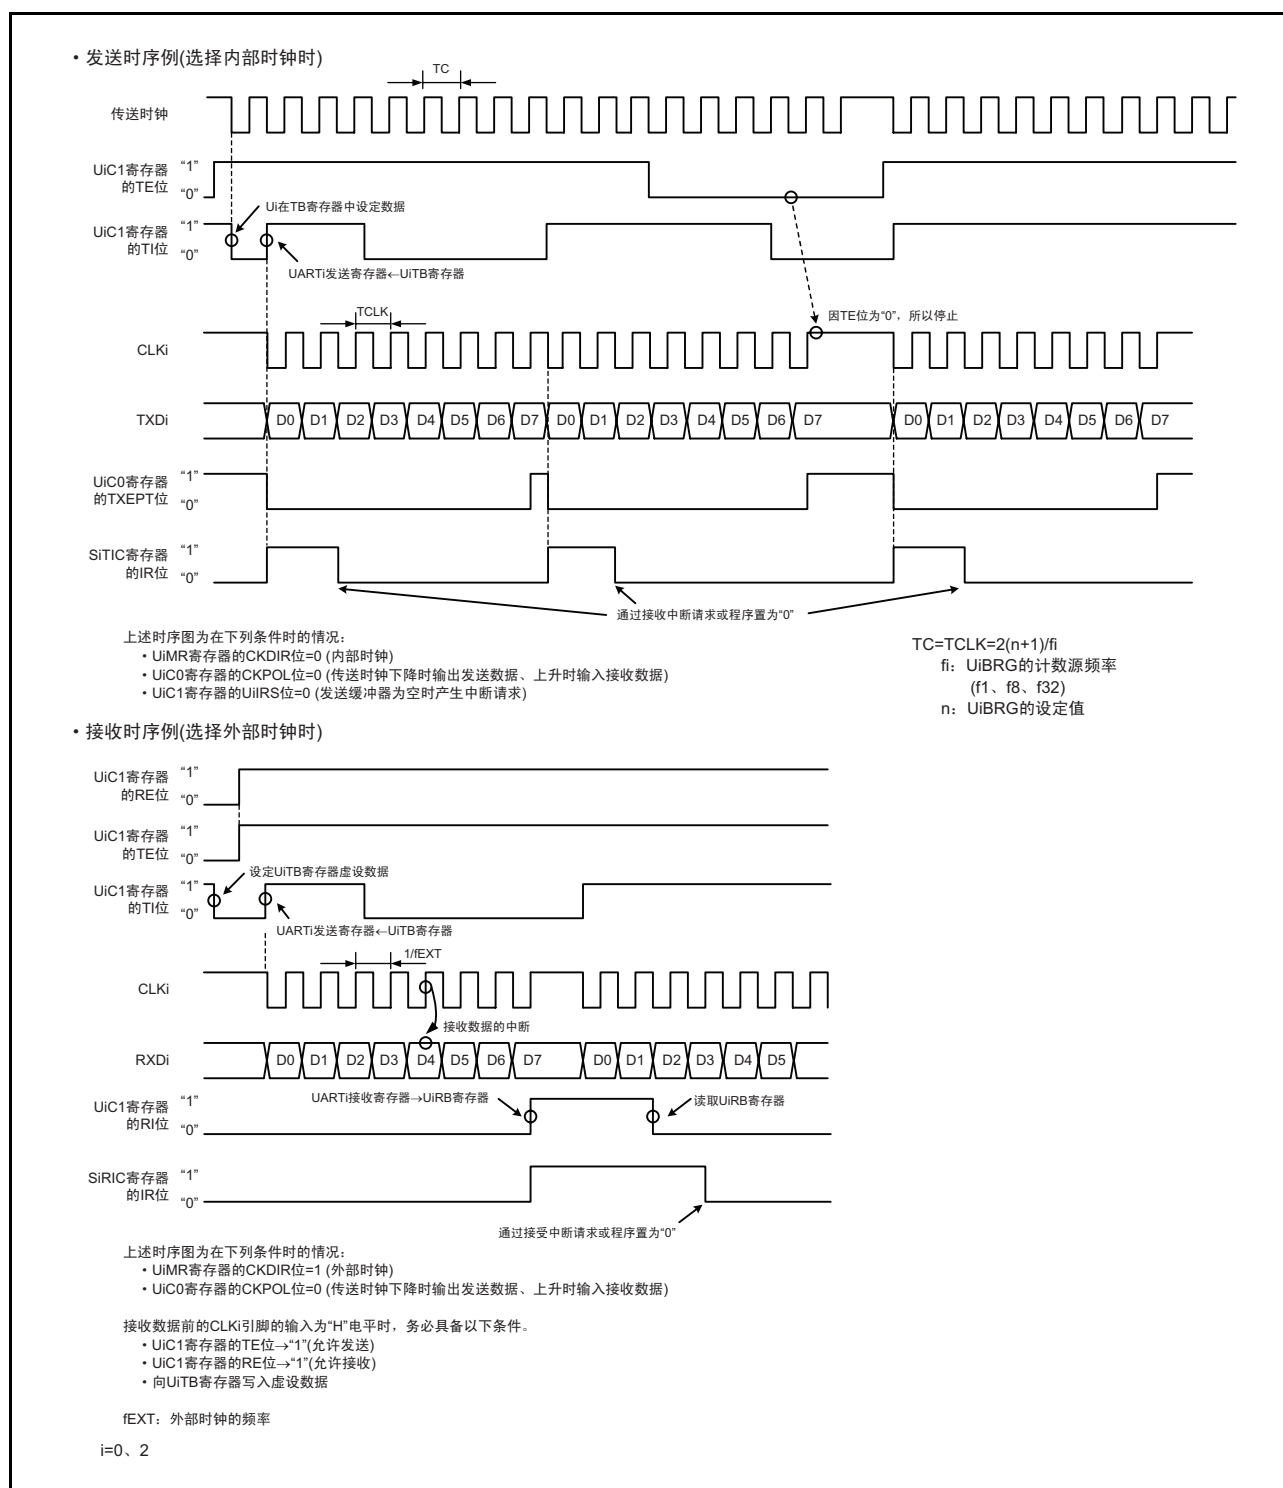 ・发送时序例(选择内部时钟时)
TC
传送时钟
UiC1寄存器
的TE位
“1”
“0”
Ui在TB寄存器中设定数据
UiC1寄存器
的TI位
“1”
“0”
UARTi发送寄存器←UiTB寄存器
TCLK
因TE位为“0”，所以停止
CLKi
TXDi
D0 D1 D2 D3 D4 D5 D6 D7 D0 D1 D2 D3 D4 D5 D6 D7 D0 D1 D2 D3 D4 D5 D6 D7
UiC0寄存器
的TXEPT位
“1”
“0”
SiTIC寄存器
的IR位
“1”
“0”
通过接收中断请求或程序置为“0”
上述时序图为在下列条件时的情况：
・UiMR寄存器的CKDIR位=0 (内部时钟)
・UiC0寄存器的CKPOL位=0 (传送时钟下降时输出发送数据、上升时输入接收数据)
・UiC1寄存器的UiIRS位=0 (发送缓冲器为空时产生中断请求)
TC=TCLK=2(n+1)/fi
fi：UiBRG的计数源频率
(f1、f8、f32)
n：UiBRG的设定值
・接收时序例(选择外部时钟时)
UiC1寄存器
的RE位
“1”
“0”
UiC1寄存器
的TE位
“1”
“0”
设定UiTB寄存器虚设数据
UiC1寄存器
的TI位
“1”
“0”
UARTi发送寄存器←UiTB寄存器
1/fEXT
CLKi
接收数据的中断
RXDi
D0 D1 D2 D3 D4 D5 D6 D7 D0 D1 D2 D3 D4 D5
UARTi接收寄存器→UiRB寄存器
读取UiRB寄存器
UiC1寄存器
的RI位
“1”
“0”
SiRIC寄存器
的IR位
“1”
“0”
通过接受中断请求或程序置为“0”
上述时序图为在下列条件时的情况：
・UiMR寄存器的CKDIR位=1 (外部时钟)
・UiC0寄存器的CKPOL位=0 (传送时钟下降时输出发送数据、上升时输入接收数据)
接收数据前的CLKi引脚的输入为“H”电平时，务必具备以下条件。
・UiC1寄存器的TE位→“1”(允许发送)
・UiC1寄存器的RE位→“1”(允许接收)
・向UiTB寄存器写入虚设数据
fEXT：外部时钟的频率
i=0、2